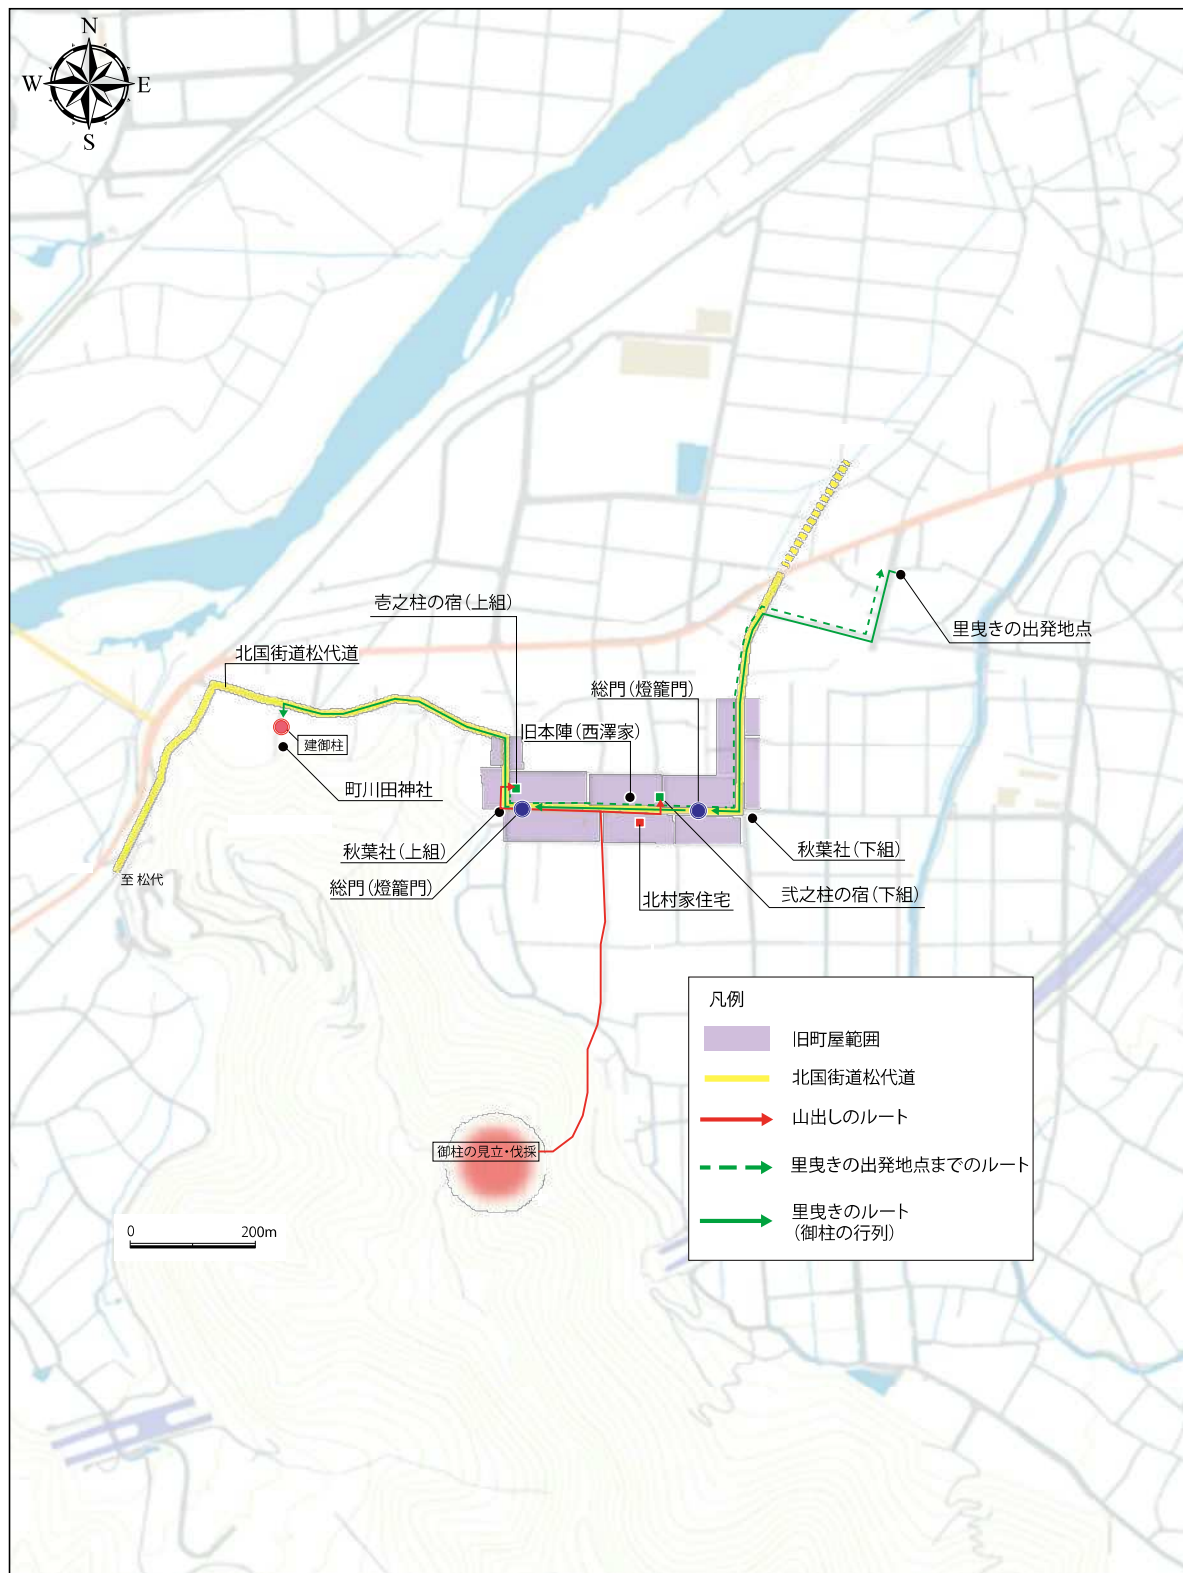 N
W
E
S
壱之柱の宿（上組）
里曳きの出発地点
北国街道松代道
総門（燈籠門）
旧本陣（西澤家）
建御柱
町川田神社
秋葉社（上組）
秋葉社（下組）
至 松代
総門（燈籠門）
北村家住宅
弐之柱の宿（下組）
凡例
旧町屋範囲
北国街道松代道
山出しのルート
里曳きの出発地点までのルート
里曳きのルート
（御柱の行列）
御柱の見立・伐採
0
200m